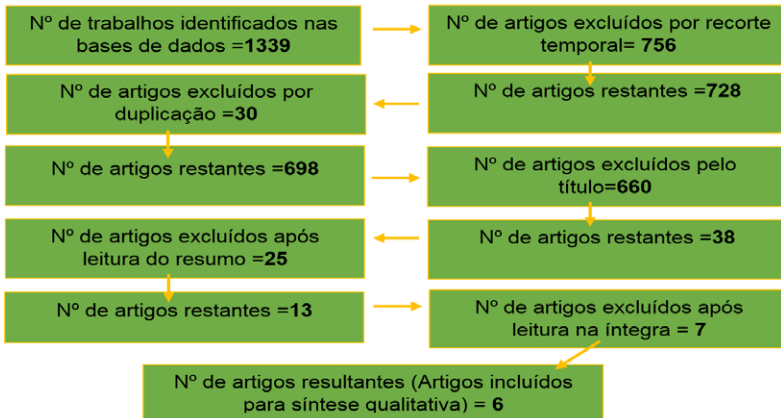 Nº de trabalhos identificados nas
bases de dados =1339
Nº de artigos excluídos por recorte
temporal= 756
Nº de artigos restantes =728
Nº de artigos excluídos por
duplicação =30
Nº de artigos restantes =698
Nº de artigos excluídos pelo
título=660
Nº de artigos restantes =38
Nº de artigos excluídos após
leitura do resumo =25
Nº de artigos restantes =13
Nº de artigos excluídos após
leitura na íntegra = 7
Nº de artigos resultantes (Artigos incluídos
para síntese qualitativa) = 6